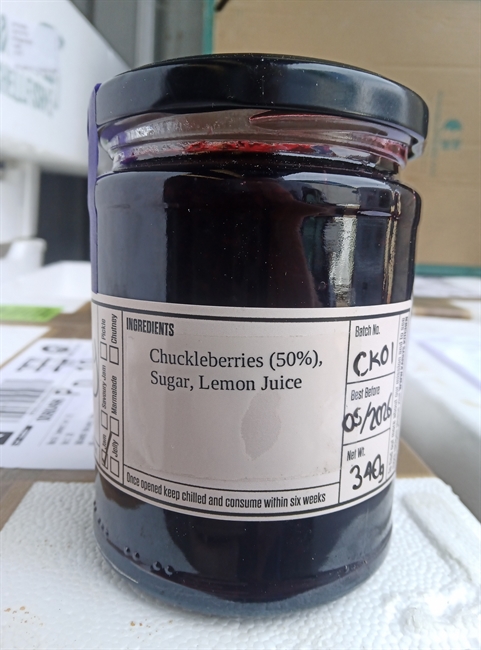 INGREDIENTS
Chuckleberries (50%),
Sugar, Lemon Juice
Once opened keep chilled and consume within six weeks
Batch No.
CK01
Best Before
05/2026
Net Wt.
340g
Pickle
Chutney
Savoury Jam
Marmalade
Jam
Jelly